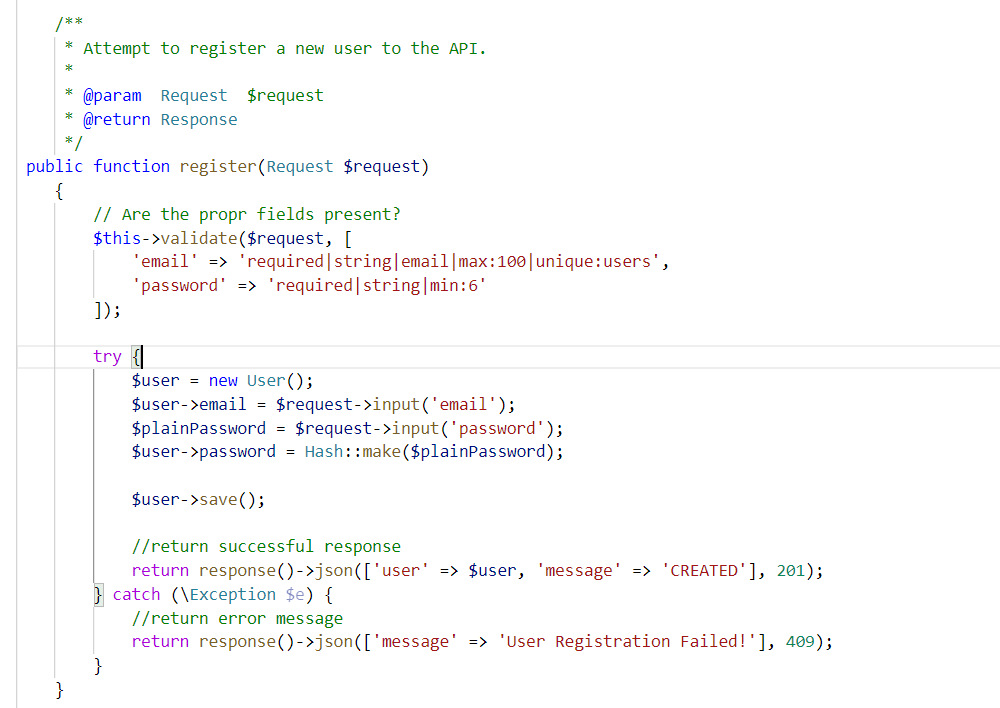 /**
* Attempt to register a new user to the API.
*
* @param  Request  $request
* @return Response
*/
public function register(Request $request)
{
// Are the propr fields present?
$this->validate($request, [
'email' => 'required|string|email|max:100|unique:users',
'password' => 'required|string|min:6'
]);
try {
$user = new User();
$user->email = $request->input('email');
$plainPassword = $request->input('password');
$user->password = Hash::make($plainPassword);
$user->save();
//return successful response
return response()->json(['user' => $user, 'message' => 'CREATED'], 201);
} catch (\Exception $e) {
//return error message
return response()->json(['message' => 'User Registration Failed!'], 409);
}
}